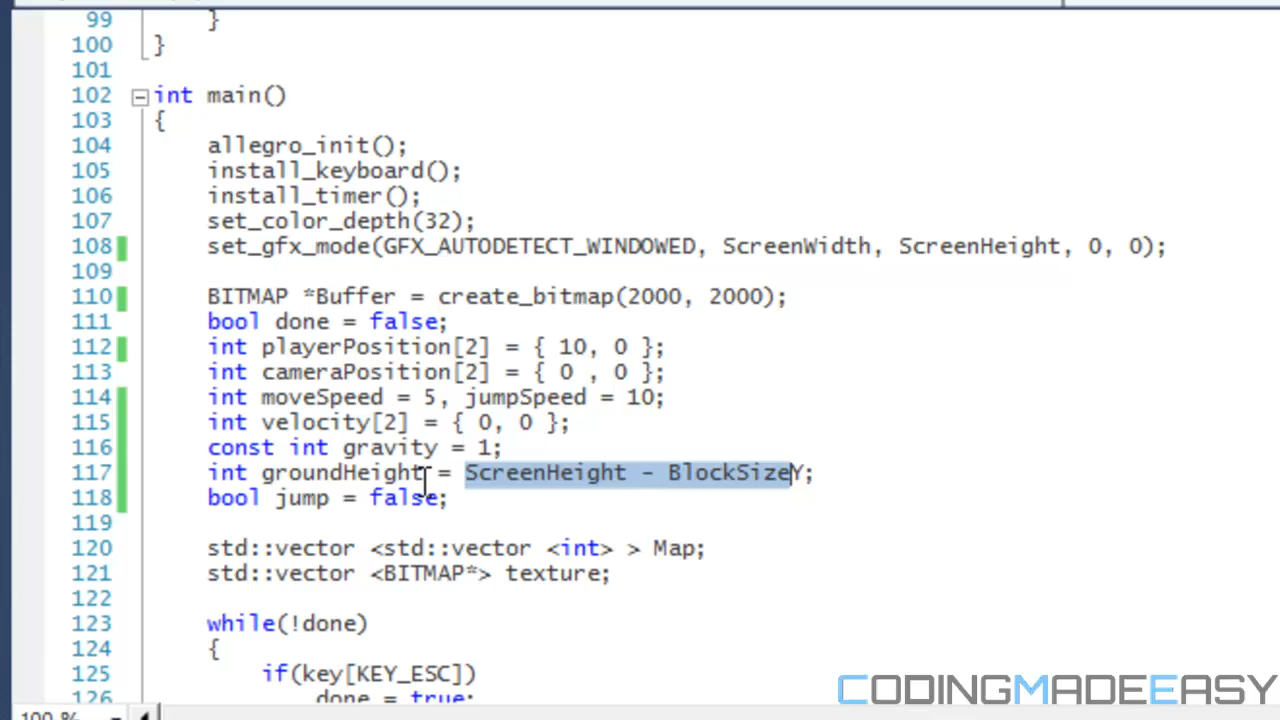 99 }
100 }
101
102 int main()
103 {
104 allegro_init();
105 install_keyboard();
106 install_timer();
107 set_color_depth(32);
108 set_gfx_mode(GFX_AUTODETECT_WINDOWED, ScreenWidth, ScreenHeight, 0, 0);
109
110 BITMAP *Buffer = create_bitmap(2000, 2000);
111 bool done = false;
112 int playerPosition[2] = { 10, 0 };
113 int cameraPosition[2] = { 0 , 0 };
114 int moveSpeed = 5, jumpSpeed = 10;
115 int velocity[2] = { 0, 0 };
116 const int gravity = 1;
117 int groundHeight = ScreenHeight - BlockSizeY;
118 bool jump = false;
119
120 std::vector <std::vector <int> > Map;
121 std::vector <BITMAP*> texture;
122
123 while(!done)
124 {
125 if(key[KEY_ESC])
126 done = true;
100 %
CODINGMADEEASY